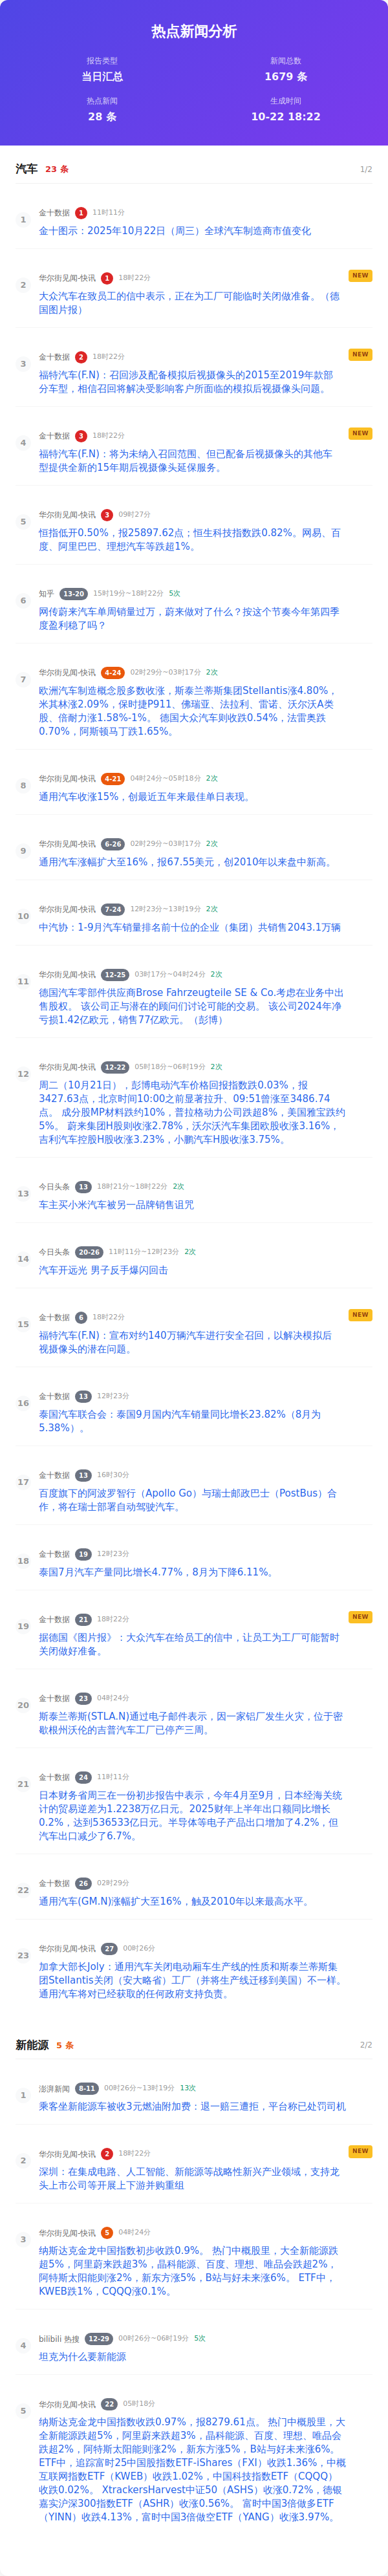 热点新闻分析
报告类型
当日汇总
新闻总数
1679 条
热点新闻
28 条
生成时间
10-22 18:22
汽车 23 条 1/2
1 金十数据 1 11时11分
金十图示：2025年10月22日（周三）全球汽车制造商市值变化
2 华尔街见闻-快讯 1 18时22分 NEW
大众汽车在致员工的信中表示，正在为工厂可能临时关闭做准备。（德
国图片报）
3 金十数据 2 18时22分 NEW
福特汽车(F.N)：召回涉及配备模拟后视摄像头的2015至2019年款部
分车型，相信召回将解决受影响客户所面临的模拟后视摄像头问题。
4 金十数据 3 18时22分 NEW
福特汽车(F.N)：将为未纳入召回范围、但已配备后视摄像头的其他车
型提供全新的15年期后视摄像头延保服务。
5 华尔街见闻-快讯 3 09时27分
恒指低开0.50%，报25897.62点；恒生科技指数跌0.82%。网易、百
度、阿里巴巴、理想汽车等跌超1%。
6 知乎 13-20 15时19分~18时22分 5次
网传蔚来汽车单周销量过万，蔚来做对了什么？按这个节奏今年第四季
度盈利稳了吗？
7 华尔街见闻-快讯 4-24 02时29分~03时17分 2次
欧洲汽车制造概念股多数收涨，斯泰兰蒂斯集团Stellantis涨4.80%，
米其林涨2.09%，保时捷P911、佛瑞亚、法拉利、雷诺、沃尔沃A类
股、倍耐力涨1.58%-1%。 德国大众汽车则收跌0.54%，法雷奥跌
0.70%，阿斯顿马丁跌1.65%。
8 华尔街见闻-快讯 4-21 04时24分~05时18分 2次
通用汽车收涨15%，创最近五年来最佳单日表现。
9 华尔街见闻-快讯 6-26 02时29分~03时17分 2次
通用汽车涨幅扩大至16%，报67.55美元，创2010年以来盘中新高。
10 华尔街见闻-快讯 7-24 12时23分~13时19分 2次
中汽协：1-9月汽车销量排名前十位的企业（集团）共销售2043.1万辆
11 华尔街见闻-快讯 12-25 03时17分~04时24分 2次
德国汽车零部件供应商Brose Fahrzeugteile SE & Co.考虑在业务中出
售股权。 该公司正与潜在的顾问们讨论可能的交易。 该公司2024年净
亏损1.42亿欧元，销售77亿欧元。（彭博）
12 华尔街见闻-快讯 12-22 05时18分~06时19分 2次
周二（10月21日），彭博电动汽车价格回报指数跌0.03%，报
3427.63点，北京时间10:00之前显著拉升、09:51曾涨至3486.74
点。 成分股MP材料跌约10%，普拉格动力公司跌超8%，美国雅宝跌约
5%。 蔚来集团H股则收涨2.78%，沃尔沃汽车集团欧股收涨3.16%，
吉利汽车控股H股收涨3.23%，小鹏汽车H股收涨3.75%。
13 今日头条 13 18时21分~18时22分 2次
车主买小米汽车被另一品牌销售诅咒
14 今日头条 20-26 11时11分~12时23分 2次
汽车开远光 男子反手爆闪回击
15 金十数据 6 18时22分 NEW
福特汽车(F.N)：宣布对约140万辆汽车进行安全召回，以解决模拟后
视摄像头的潜在问题。
16 金十数据 13 12时23分
泰国汽车联合会：泰国9月国内汽车销量同比增长23.82%（8月为
5.38%）。
17 金十数据 13 16时30分
百度旗下的阿波罗智行（Apollo Go）与瑞士邮政巴士（PostBus）合
作，将在瑞士部署自动驾驶汽车。
18 金十数据 19 12时23分
泰国7月汽车产量同比增长4.77%，8月为下降6.11%。
19 金十数据 21 18时22分 NEW
据德国《图片报》：大众汽车在给员工的信中，让员工为工厂可能暂时
关闭做好准备。
20 金十数据 23 04时24分
斯泰兰蒂斯(STLAN)通过电子邮件表示，因一家铝厂发生火灾，位于密
歇根州沃伦的吉普汽车工厂已停产三周。
21 金十数据 24 11时11分
日本财务省周三在一份初步报告中表示，今年4月至9月，日本经海关统
计的贸易逆差为1.2238万亿日元。2025财年上半年出口额同比增长
0.2%，达到536533亿日元。半导体等电子产品出口增加了4.2%，但
汽车出口减少了6.7%。
22 金十数据 26 02时29分
通用汽车(GM.N)涨幅扩大至16%，触及2010年以来最高水平。
23 华尔街见闻-快讯 27 00时26分
加拿大部长Joly：通用汽车关闭电动厢车生产线的性质和斯泰兰蒂斯集
团Stellantis关闭（安大略省）工厂（并将生产线迁移到美国）不一样。
通用汽车将对已经获取的任何政府支持负责。
新能源 5 条 2/2
1 澎湃新闻 8-11 00时26分~13时19分 13次
乘客坐新能源车被收3元燃油附加费：退一赔三遭拒，平台称已处罚司机
2 华尔街见闻-快讯 2 18时22分 NEW
深圳：在集成电路、人工智能、新能源等战略性新兴产业领域，支持龙
头上市公司等开展上下游并购重组
3 华尔街见闻-快讯 5 04时24分
纳斯达克金龙中国指数初步收跌0.9%。 热门中概股里，大全新能源跌
超5%，阿里蔚来跌超3%，晶科能源、百度、理想、唯品会跌超2%，
阿特斯太阳能则涨2%，新东方涨5%，B站与好未来涨6%。 ETF中，
KWEB跌1%，CQQQ涨0.1%。
4 bilibili 热搜 12-29 00时26分~06时19分 5次
坦克为什么要新能源
5 华尔街见闻-快讯 22 05时18分
纳斯达克金龙中国指数收跌0.97%，报8279.61点。 热门中概股里，大
全新能源跌超5%，阿里蔚来跌超3%，晶科能源、百度、理想、唯品会
跌超2%，阿特斯太阳能则涨2%，新东方涨5%，B站与好未来涨6%。
ETF中，追踪富时25中国股指数ETF-iShares（FXI）收跌1.36%，中概
互联网指数ETF（KWEB）收跌1.02%，中国科技指数ETF（CQQQ）
收跌0.02%。 XtrackersHarvest中证50（ASHS）收涨0.72%，德银
嘉实沪深300指数ETF（ASHR）收涨0.56%。 富时中国3倍做多ETF
（YINN）收跌4.13%，富时中国3倍做空ETF（YANG）收涨3.97%。